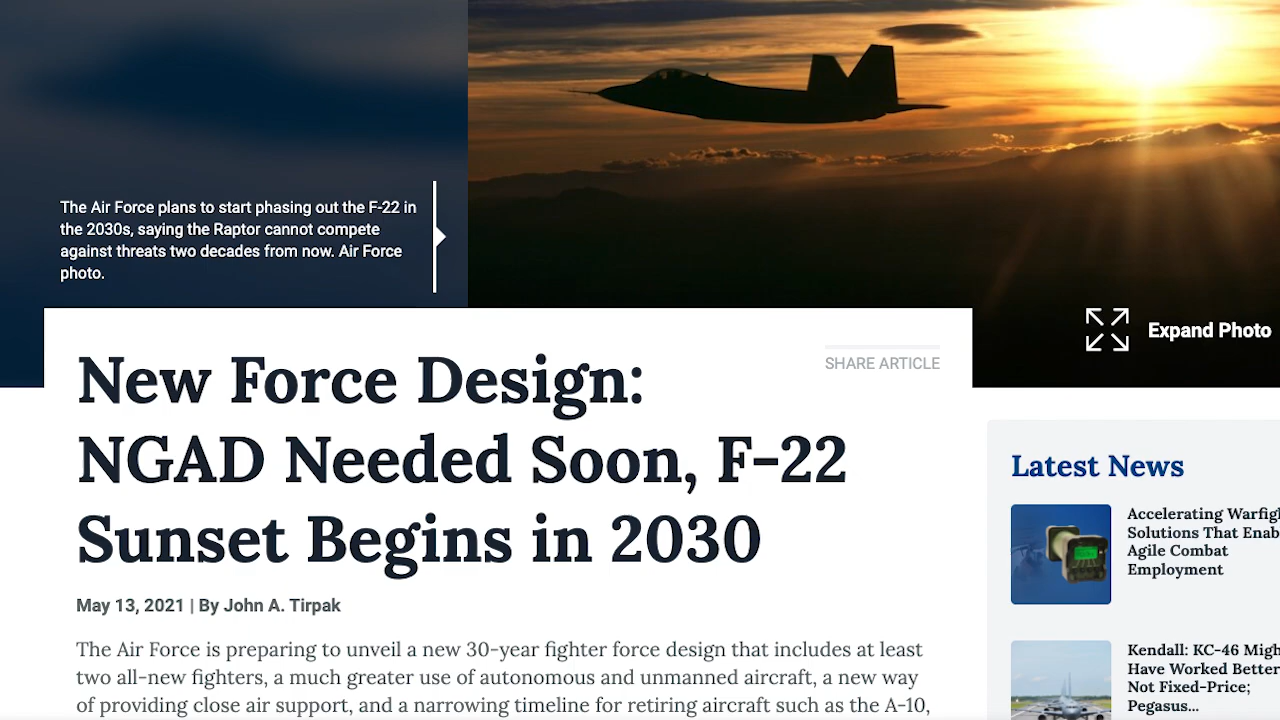 The Air Force plans to start phasing out the F-22 in
the 2030s, saying the Raptor cannot compete
against threats two decades from now. Air Force
photo.
Expand Photo
New Force Design:
NGAD Needed Soon, F-22
Sunset Begins in 2030
SHARE ARTICLE
May 13, 2021 | By John A. Tirpak
The Air Force is preparing to unveil a new 30-year fighter force design that includes at least
two all-new fighters, a much greater use of autonomous and unmanned aircraft, a new way
of providing close air support, and a narrowing timeline for retiring aircraft such as the A-10,
Latest News
Accelerating
Solutions That
Agile Combat
Employment
Kendall: KC-46
Have Worked Better
Not Fixed-Price;
Pegasus...